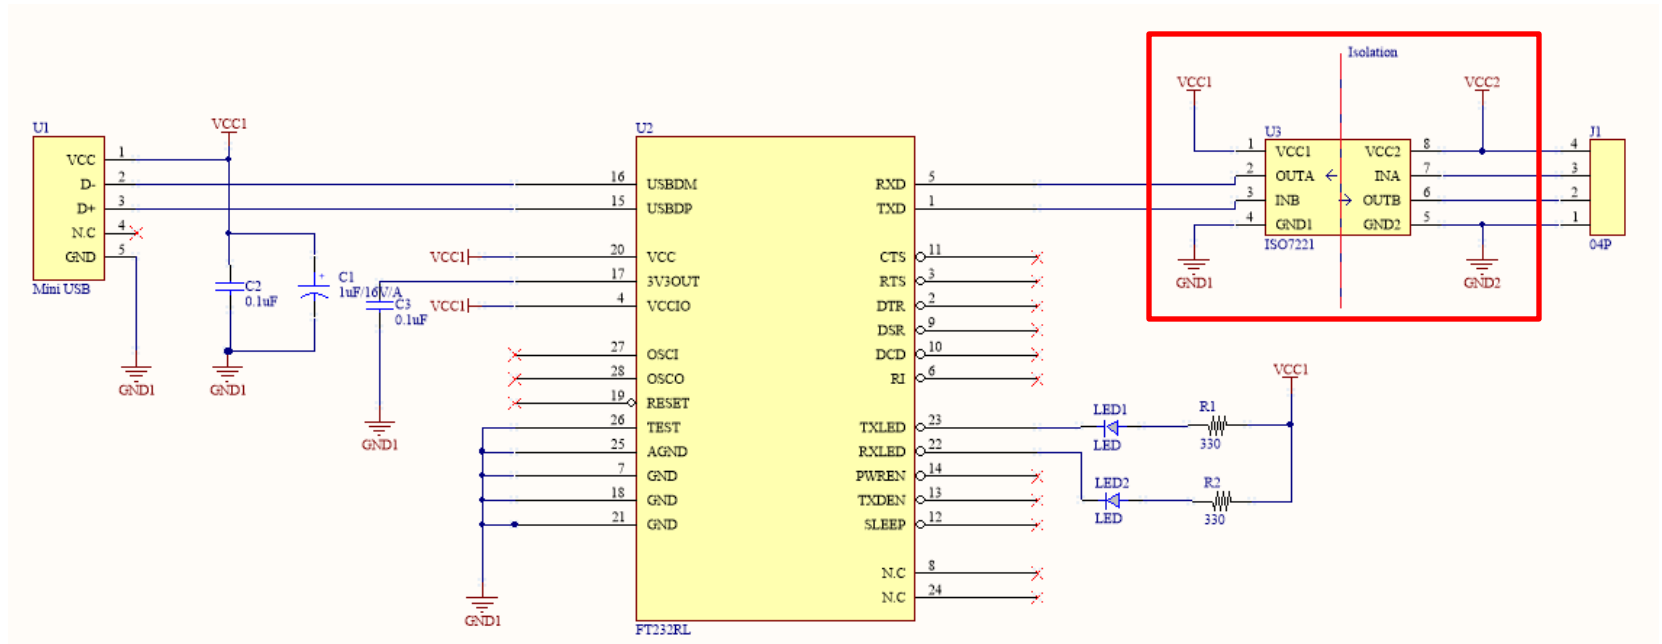 Isolation
VCC1
VCC2
U1
VCC1
U2
U3
J1
VCC 1
D- 2
D+ 3
N.C 4
GND 5
Mini USB
GND1
C2
0.1uF
C1
1uF/16V/A
GND1
C3
0.1uF
GND1
16 USBDM
15 USBDP
VCC1 20 VCC
17 3V3OUT
VCC1 4 VCCIO
27 OSCI
28 OSCO
19 RESET
26 TEST
25 AGND
7 GND
18 GND
21 GND
GND1
RXD 5
TXD 1
CTS 11
RTS 3
DTR 2
DSR 9
DCD 10
RI 6
TXLED 23
RXLED 22
PWREN 14
TXDEN 13
SLEEP 12
N.C 8
N.C 24
FT232RL
1 VCC1 VCC2 8 4
2 OUTA INA 7 3
3 INB OUTB 6 2
4 GND1 GND2 5 1
ISO7221
04P
GND1
GND2
VCC1
LED1
LED
R1
330
LED2
LED
R2
330